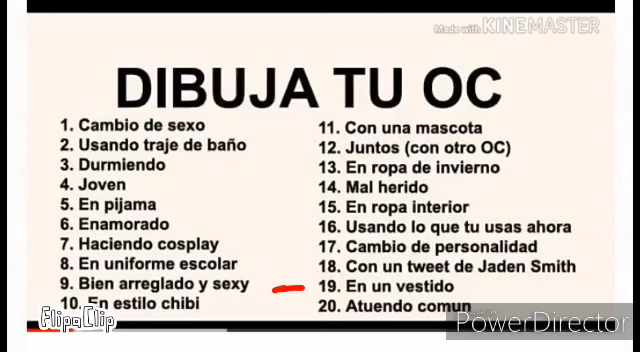 Made with KINEMASTER
DIBUJA TU OC
1. Cambio de sexo
2. Usando traje de baño
3. Durmiendo
4. Joven
5. En pijama
6. Enamorado
7. Haciendo cosplay
8. En uniforme escolar
9. Bien arreglado y sexy
10. En estilo chibi
11. Con una mascota
12. Juntos (con otro OC)
13. En ropa de invierno
14. Mal herido
15. En ropa interior
16. Usando lo que tu usas ahora
17. Cambio de personalidad
18. Con un tweet de Jaden Smith
19. En un vestido
20. Atuendo comun
FlipaClip
PowerDirector